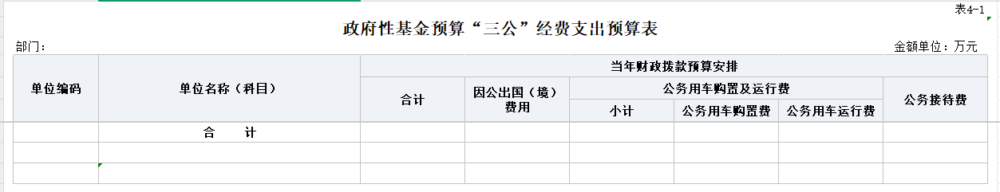 表4-1
政府性基金预算“三公”经费支出预算表
部门：
金额单位：万元
单位编码
单位名称（科目）
当年财政拨款预算安排
合计
因公出国（境）
费用
公务用车购置及运行费
公务接待费
小计
公务用车购置费
公务用车运行费
合 计